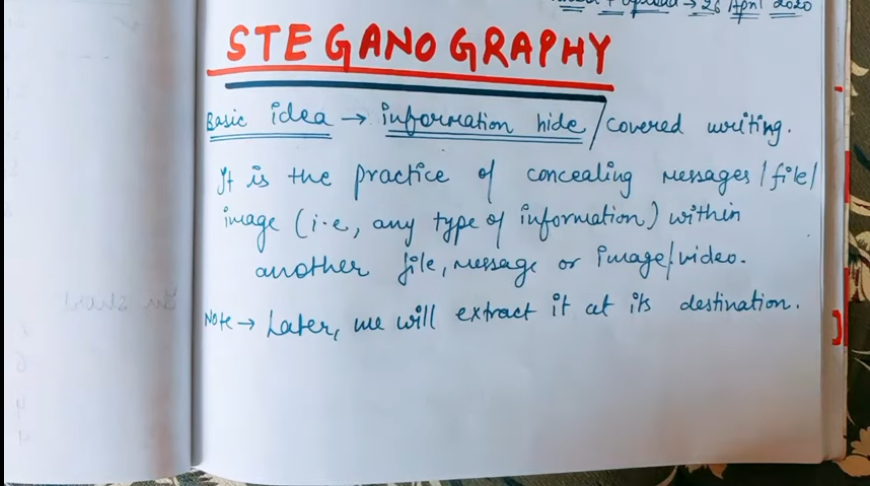 → 26 April 2020
STEGANOGRAPHY
Basic idea → information hide/covered writing.
It is the practice of concealing messages/file/
image (i.e, any type of information) within
another file, message or image/video.
Note → Later, we will extract it at its destination.